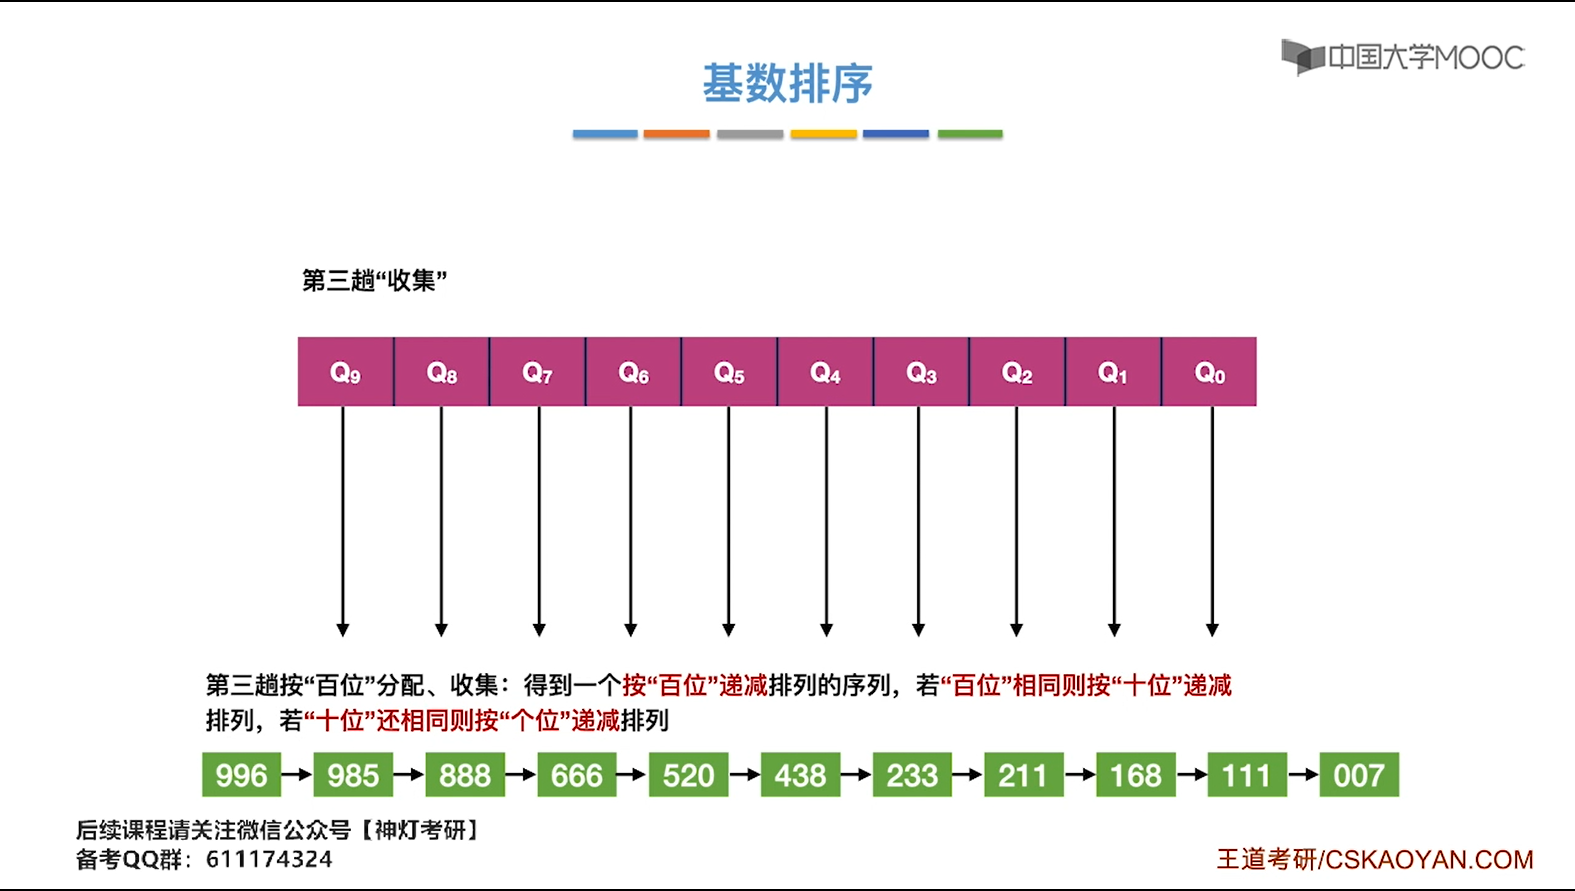 中国大学MOOC
基数排序
第三趟“收集”
Q₉ Q₈ Q₇ Q₆ Q₅ Q₄ Q₃ Q₂ Q₁ Q₀
第三趟按“百位”分配、收集：得到一个按“百位”递减排列的序列，若“百位”相同则按“十位”递减
排列，若“十位”还相同则按“个位”递减排列
996 985 888 666 520 438 233 211 168 111 007
后续课程请关注微信公众号【神灯考研】
备考QQ群：611174324
王道考研/CSKAOYAN.COM